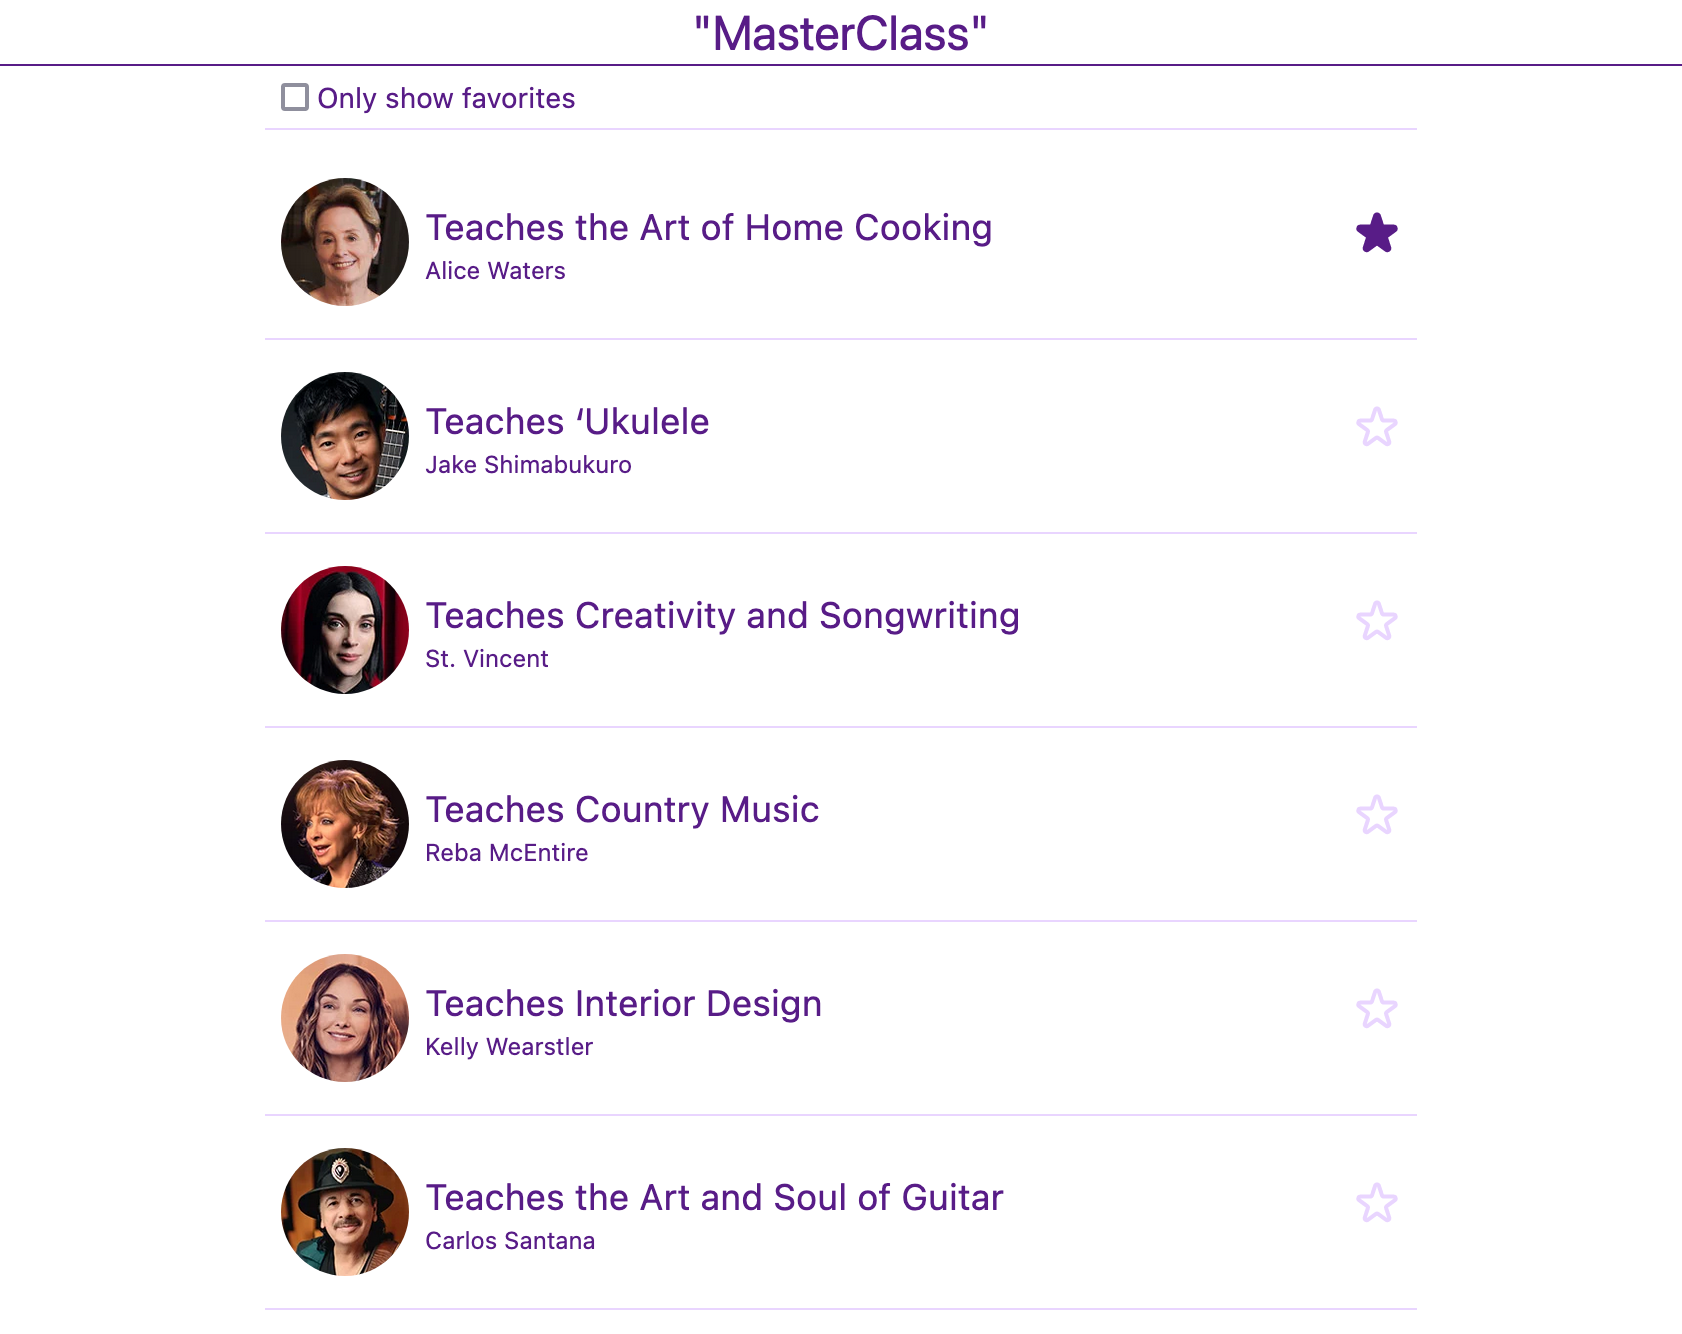 "MasterClass"
Only show favorites
Teaches the Art of Home Cooking
Alice Waters
Teaches ‘Ukulele
Jake Shimabukuro
Teaches Creativity and Songwriting
St. Vincent
Teaches Country Music
Reba McEntire
Teaches Interior Design
Kelly Wearstler
Teaches the Art and Soul of Guitar
Carlos Santana